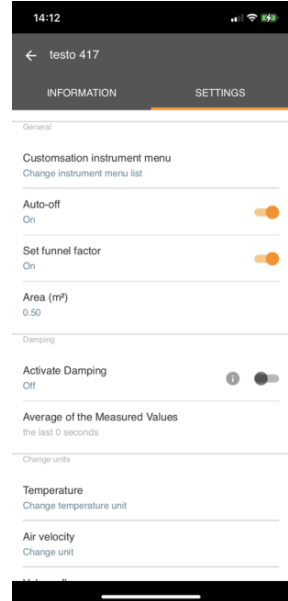 14:12
testo 417
INFORMATION SETTINGS
General
Customsation instrument menu
Change instrument menu list
Auto-off
On
Set funnel factor
On
Area (m²)
0.50
Damping
Activate Damping
Off
Average of the Measured Values
the last 0 seconds
Change units
Temperature
Change temperature unit
Air velocity
Change unit